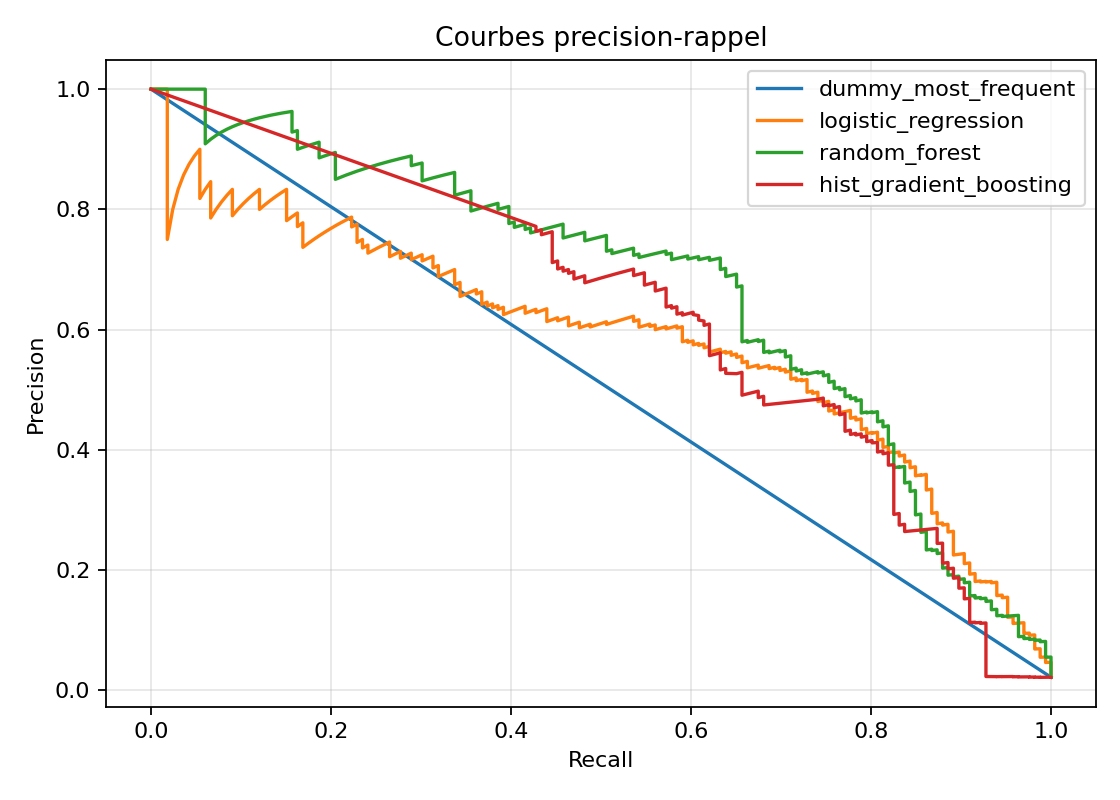 Courbes precision-rappel
dummy_most_frequent
logistic_regression
random_forest
hist_gradient_boosting
Precision
1.0
0.8
0.6
0.4
0.2
0.0
0.0 0.2 0.4 0.6 0.8 1.0
Recall